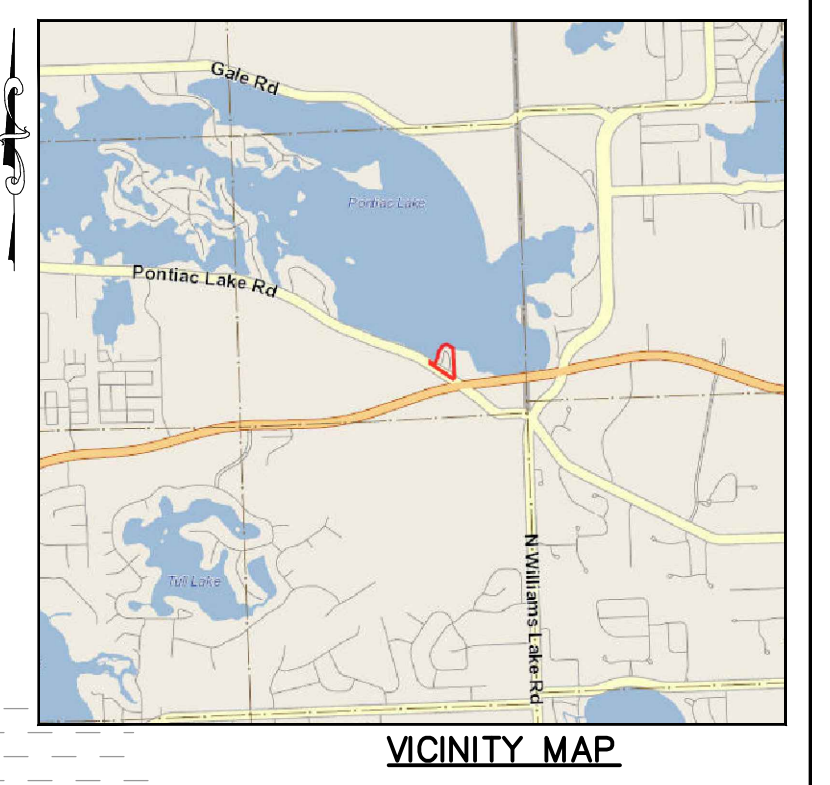 Gale Rd
Pontiac Lake
Pontiac Lake Rd
N Williams Lake Rd
Tull Lake
VICINITY MAP